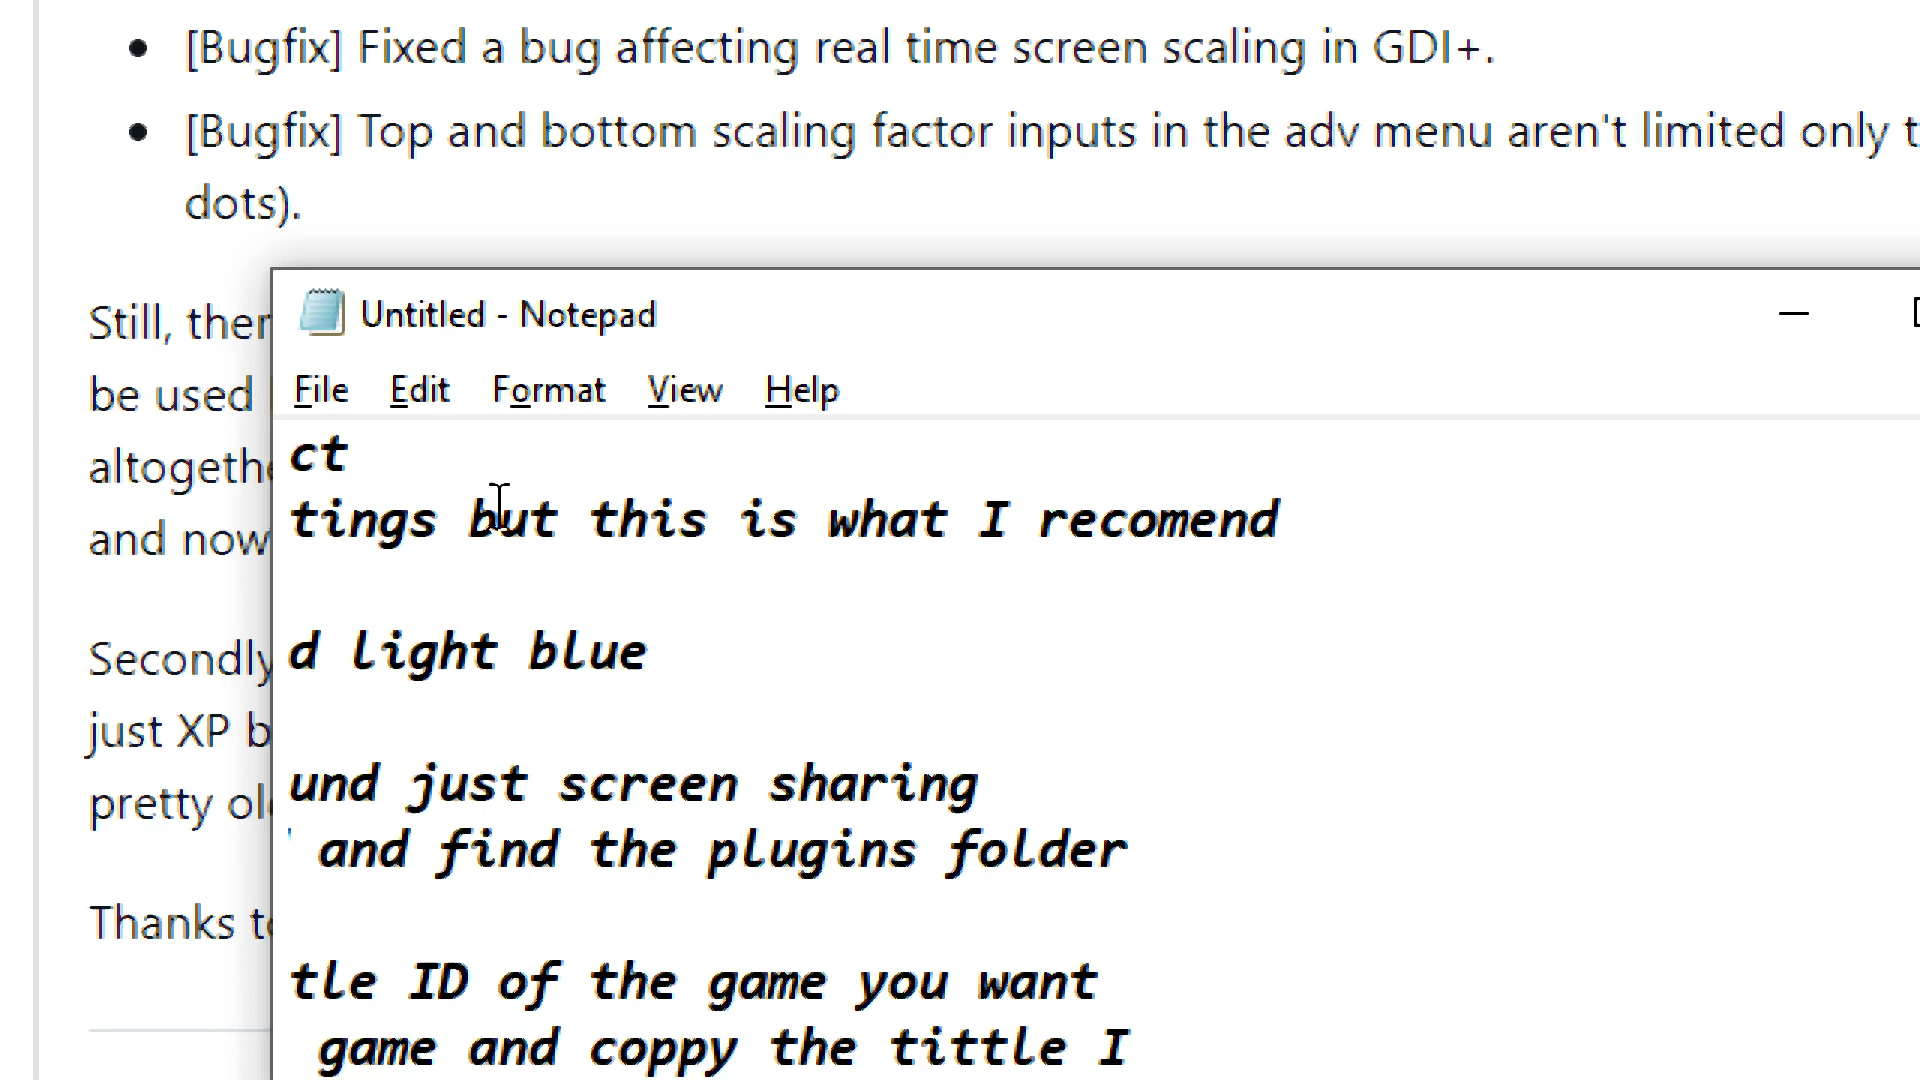 [Bugfix] Fixed a bug affecting real time screen scaling in GDI+.
[Bugfix] Top and bottom scaling factor inputs in the adv menu aren't limited only t
dots).
Still, ther
be used
altogethe
and now
Secondly
just XP b
pretty ol
Thanks to
Untitled - Notepad
File Edit Format View Help
ct
tings but this is what I recomend
d light blue
und just screen sharing
' and find the plugins folder
tle ID of the game you want
game and coppy the tittle I